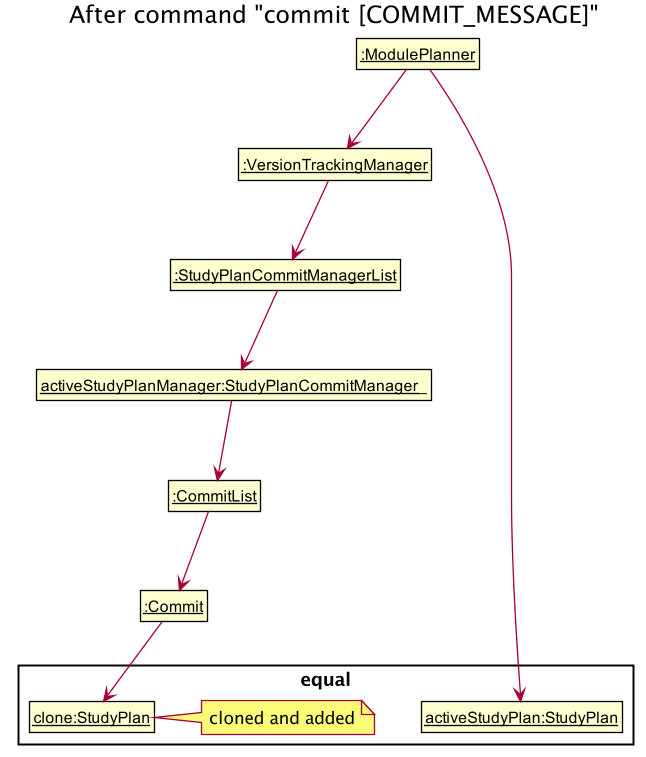 After command "commit [COMMIT_MESSAGE]"
:ModulePlanner
:VersionTrackingManager
:StudyPlanCommitManagerList
activeStudyPlanManager:StudyPlanCommitManager
:CommitList
:Commit
equal
clone:StudyPlan
cloned and added
activeStudyPlan:StudyPlan